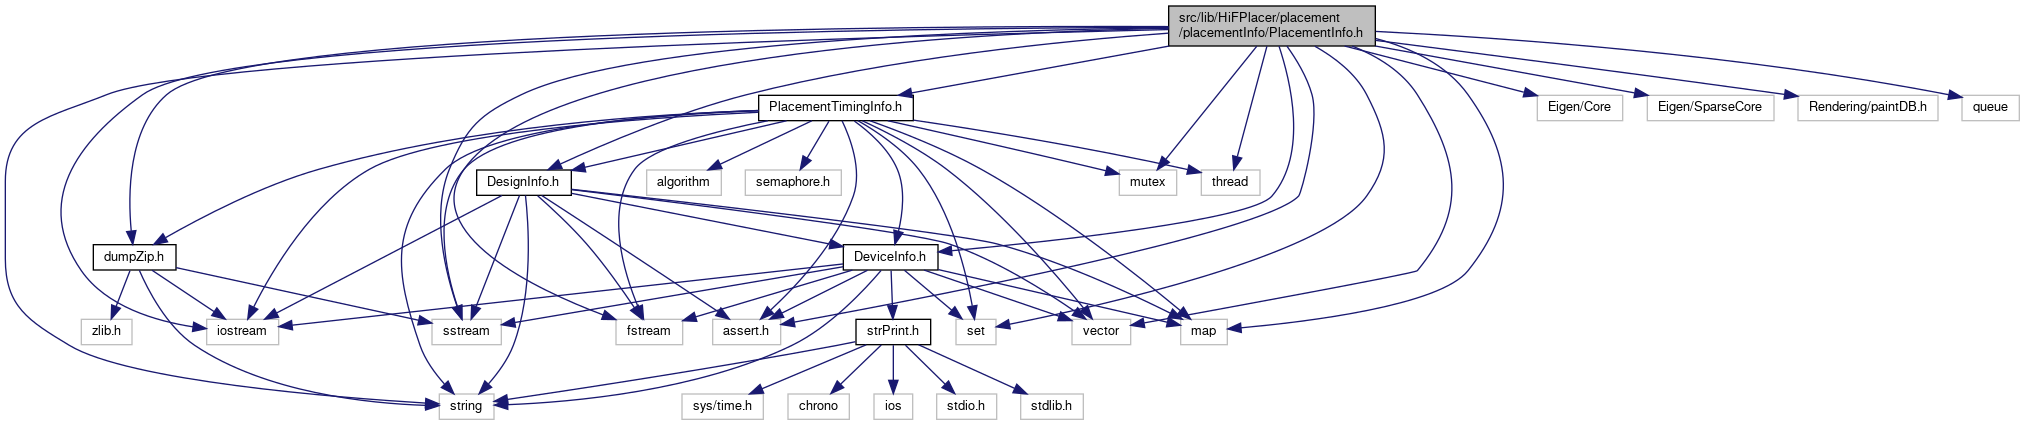 src/lib/HiFPlacer/placement
/placementInfo/PlacementInfo.h
PlacementTimingInfo.h
Eigen/Core
Eigen/SparseCore
Rendering/paintDB.h
queue
DesignInfo.h
algorithm
semaphore.h
mutex
thread
dumpZip.h
DeviceInfo.h
zlib.h
iostream
sstream
fstream
assert.h
strPrint.h
set
vector
map
string
sys/time.h
chrono
ios
stdio.h
stdlib.h